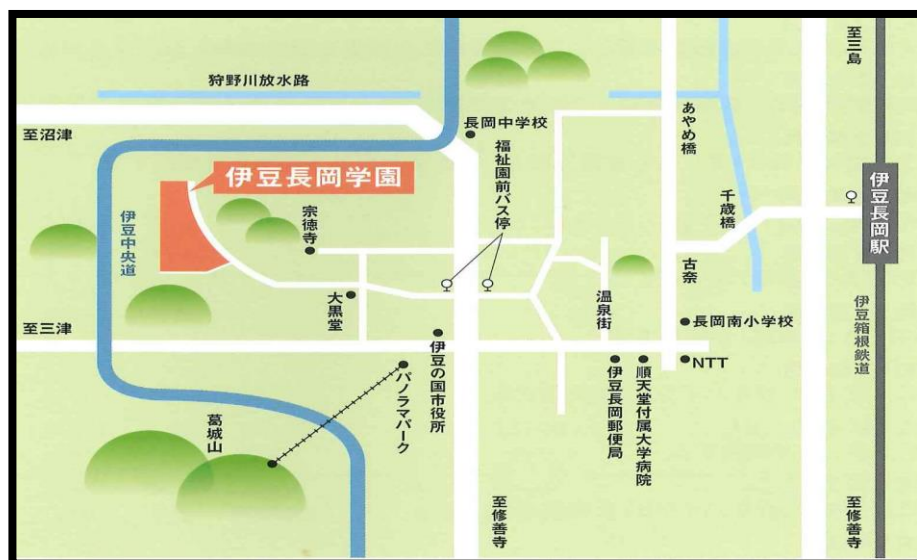 狩野川放水路
至三島
至沼津
長岡中学校
あやめ橋
福祉園前バス停
伊豆長岡学園
伊豆長岡駅
宗徳寺
千歳橋
伊豆中央道
古奈
大黒堂
温泉街
長岡南小学校
伊豆箱根鉄道
至三津
伊豆の国市役所
パノラマパーク
NTT
伊豆長岡郵便局
順天堂付属大学病院
葛城山
至修善寺
至修善寺